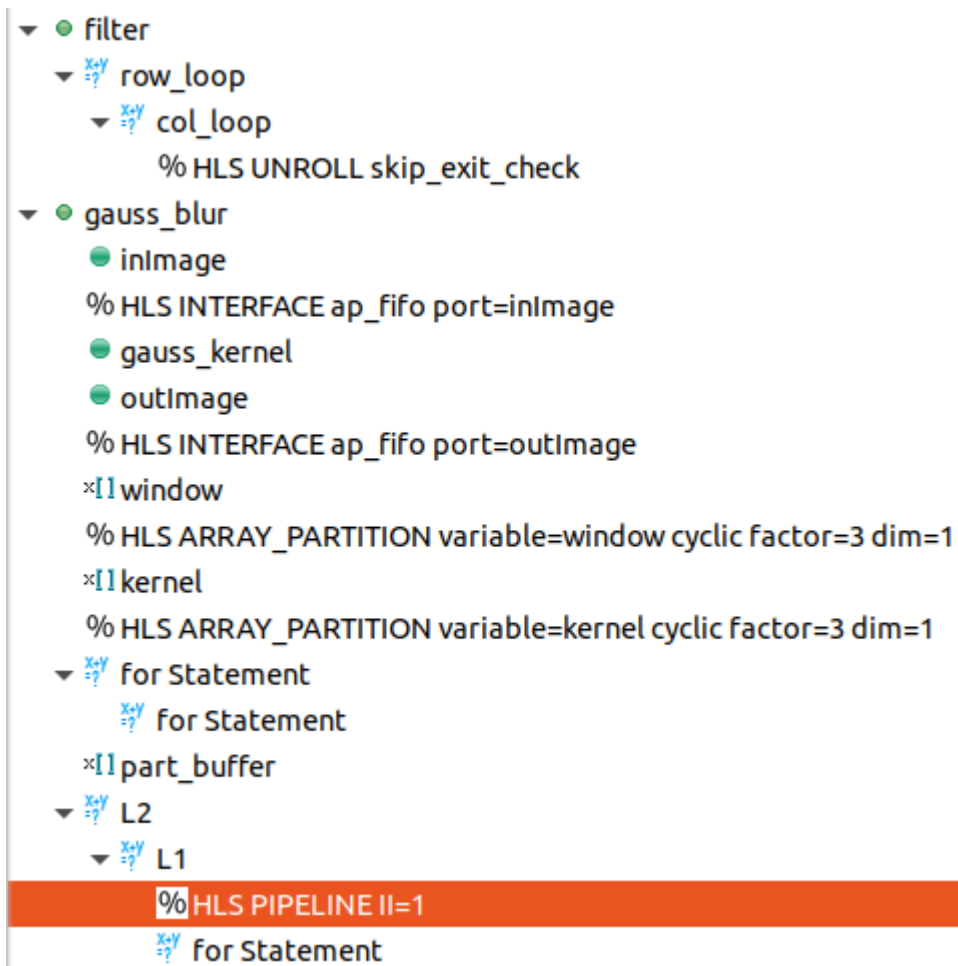 filter
row_loop
col_loop
% HLS UNROLL skip_exit_check
gauss_blur
inImage
% HLS INTERFACE ap_fifo port=inImage
gauss_kernel
outImage
% HLS INTERFACE ap_fifo port=outImage
x[] window
% HLS ARRAY_PARTITION variable=window cyclic factor=3 dim=1
x[] kernel
% HLS ARRAY_PARTITION variable=kernel cyclic factor=3 dim=1
for Statement
for Statement
x[] part_buffer
L2
L1
% HLS PIPELINE II=1
for Statement